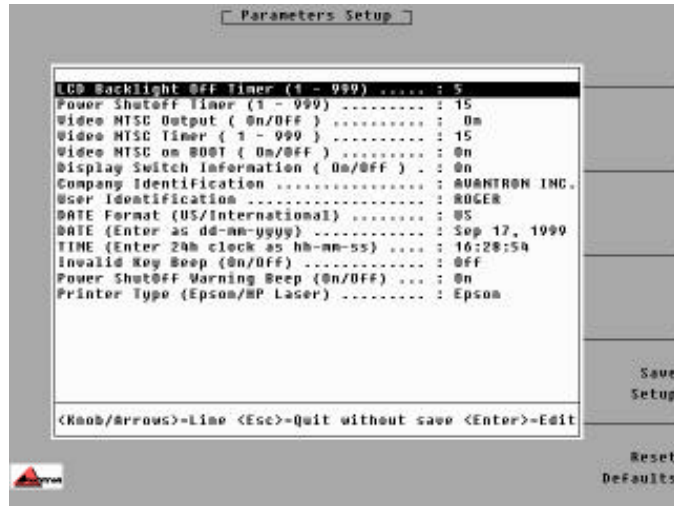 Parameters Setup
LCD Backlight Off Timer (1 - 999) ..... : 5
Power Shutoff Timer (1 - 999) ......... : 15
Video NTSC Output ( On/Off ) .......... : On
Video NTSC Timer ( 1 - 999 ) .......... : 15
Video NTSC on BOOT ( On/Off ) ......... : On
Display Switch Information ( On/Off ) . : On
Company Identification ................ : AVANTRON INC.
User Identification ................... : ROGER
DATE Format (US/International) ........ : US
DATE (Enter as dd-mm-yyyy) ............ : Sep 17, 1999
TIME (Enter 24h clock as hh-mm-ss) .... : 16:28:54
Invalid Key Beep (On/Off) ............. : Off
Power ShutOff Warning Beep (On/Off) ... : On
Printer Type (Epson/HP Laser) ......... : Epson
<Knob/Arrows>-Line <Esc>-Quit without save <Enter>-Edit
Save
Setup
Reset
Defaults